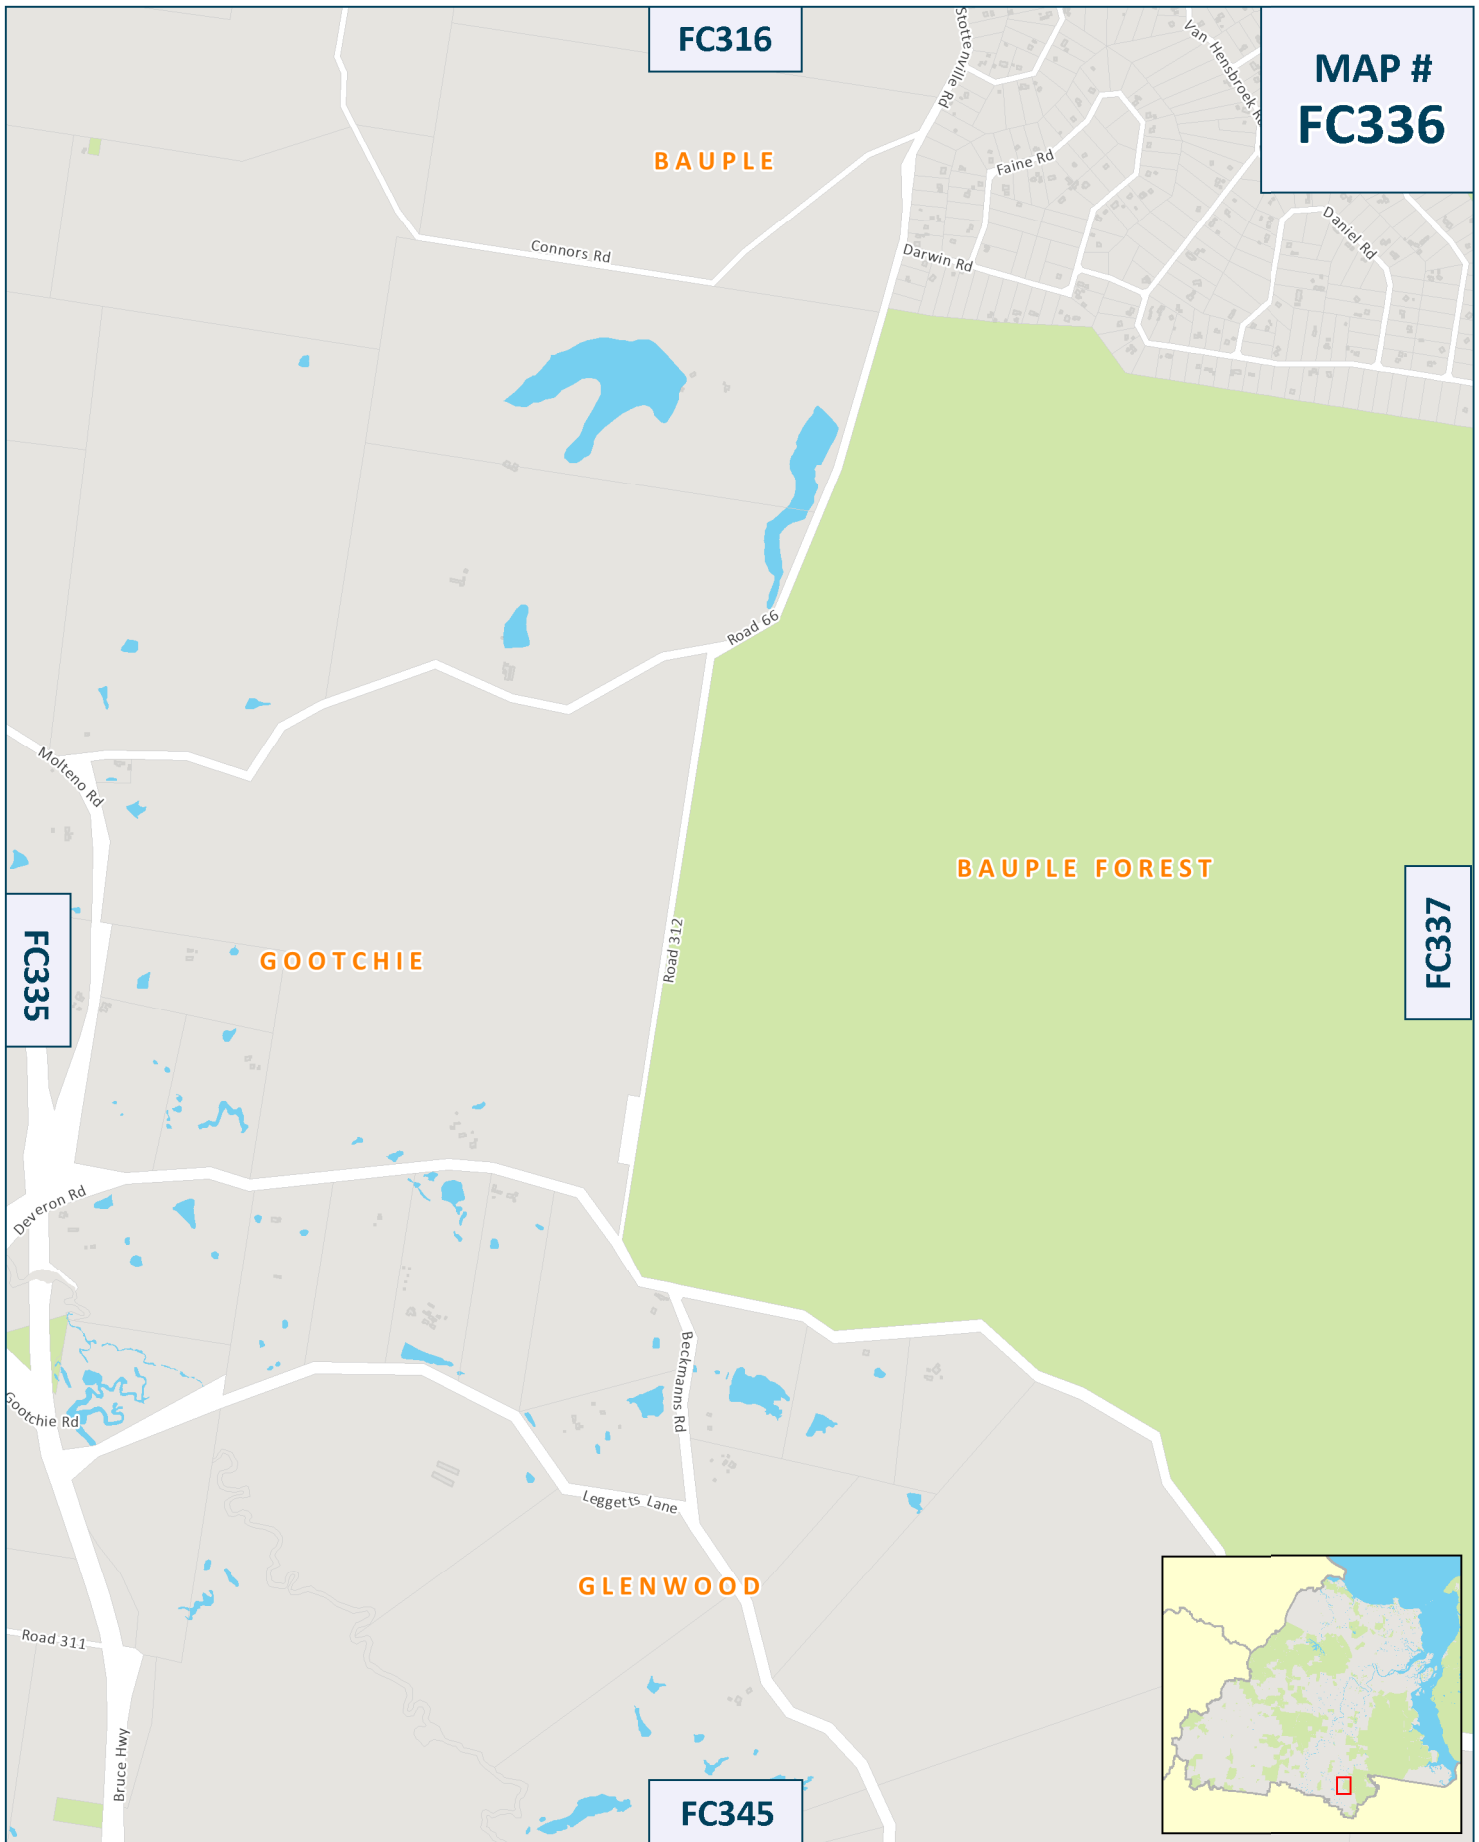 FC316
MAP #
FC336
Stottenville Rd
Van Hensbroek Rd
BAUPLE
Faine Rd
Daniel Rd
Connors Rd
Darwin Rd
Road 66
Molteno Rd
BAUPLE FOREST
FC335
GOOTCHIE
Road 312
FC337
Deveron Rd
Beckmanns Rd
Gootchie Rd
Leggetts Lane
GLENWOOD
Road 311
Bruce Hwy
FC345